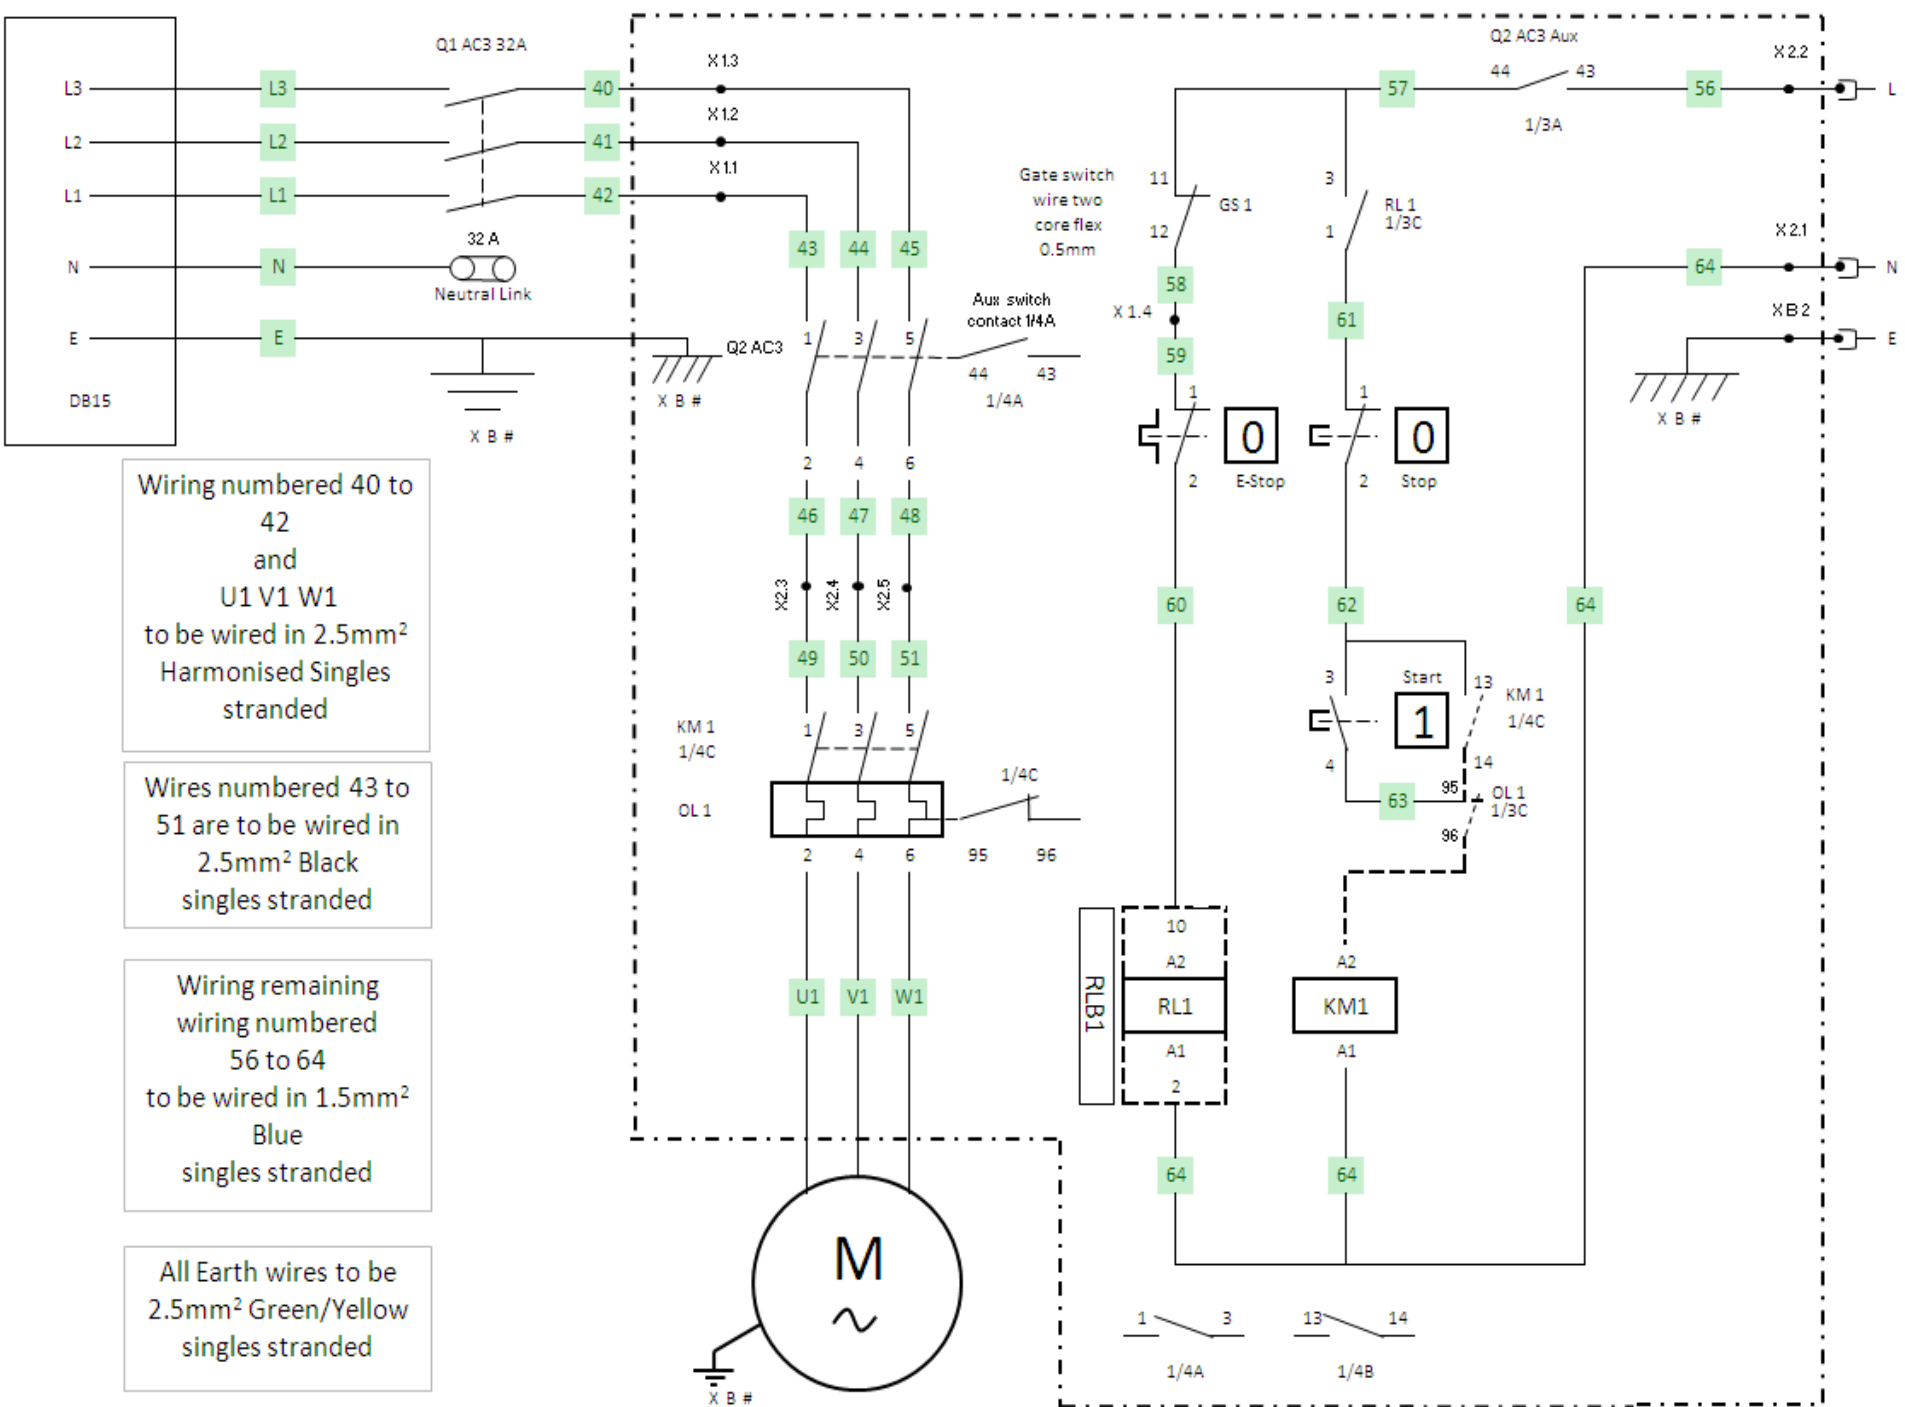 Q1 AC3 32A
L3
L3
40
X 1.3
L2
L2
41
X 1.2
L1
L1
42
X 1.1
32 A
N
N
Neutral Link
E
E
DB15
X B #
X B #
43
44
45
Q2 AC3
1
3
5
Aux switch
contact 1/4A
44
43
1/4A
2
4
6
46
47
48
X2.3
X2.4
X2.5
49
50
51
KM 1
1/4C
1
3
5
OL 1
1/4C
2
4
6
95
96
U1
V1
W1
M
X B #
Wiring numbered 40 to
42
and
U1 V1 W1
to be wired in 2.5mm²
Harmonised Singles
stranded
Wires numbered 43 to
51 are to be wired in
2.5mm² Black
singles stranded
Wiring remaining
wiring numbered
56 to 64
to be wired in 1.5mm²
Blue
singles stranded
All Earth wires to be
2.5mm² Green/Yellow
singles stranded
Q2 AC3 Aux
57
44
43
56
X 2.2
L
1/3A
Gate switch
wire two
core flex
0.5mm
11
GS 1
12
58
X 1.4
59
1
0
2
E-Stop
60
10
A2
RL1
RLB1
A1
2
64
3
RL 1
1/3C
1
61
1
0
2
Stop
62
3
Start
1
4
13
KM 1
1/4C
14
63
95
OL 1
1/3C
96
A2
KM1
A1
64
64
64
X 2.1
N
X B 2
E
X B #
1
3
1/4A
13
14
1/4B